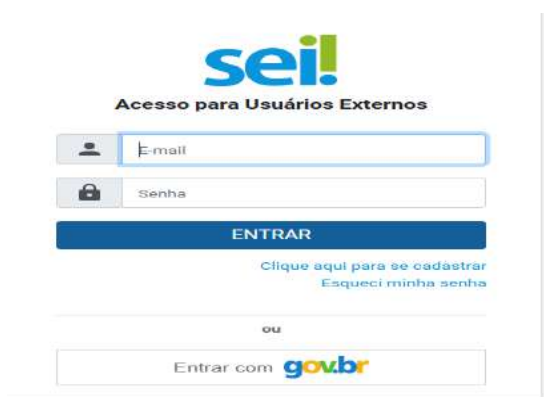 sei!
Acesso para Usuários Externos
E-mail
Senha
ENTRAR
Clique aqui para se cadastrar
Esqueci minha senha
ou
Entrar com gov.br